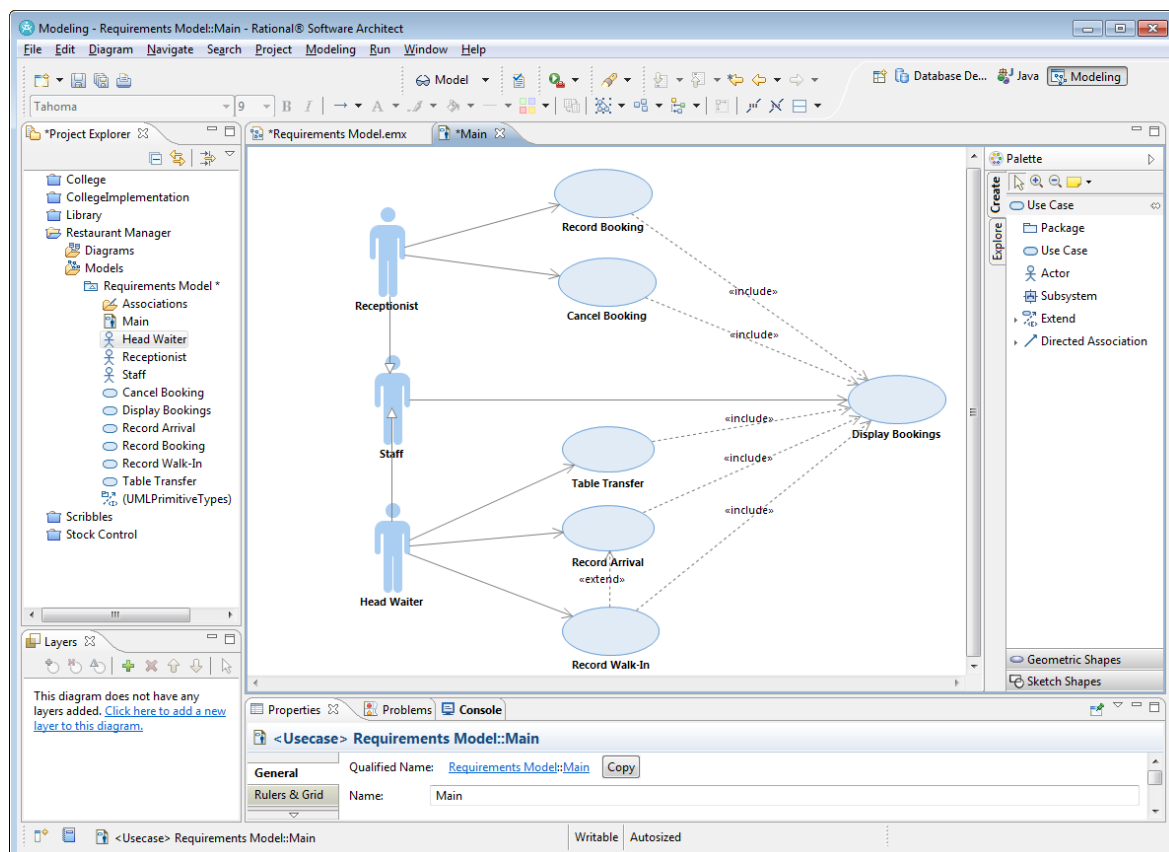 Modeling - Requirements Model::Main - Rational® Software Architect
File Edit Diagram Navigate Search Project Modeling Run Window Help
Model
Database De... Java Modeling
Tahoma 9 B I A
*Project Explorer
College
CollegeImplementation
Library
Restaurant Manager
Diagrams
Models
Requirements Model *
Associations
Main
Head Waiter
Receptionist
Staff
Cancel Booking
Display Bookings
Record Arrival
Record Booking
Record Walk-In
Table Transfer
(UMLPrimitiveTypes)
Scribbles
Stock Control
Layers
This diagram does not have any
layers added. Click here to add a new
layer to this diagram.
*Requirements Model.emx *Main
Record Booking
Receptionist
Cancel Booking
«include»
«include»
Staff
«include»
Display Bookings
Table Transfer
«include»
«include»
Record Arrival
«extend»
Head Waiter
Record Walk-In
Palette
Create
Explore
Use Case
Package
Use Case
Actor
Subsystem
Extend
Directed Association
Geometric Shapes
Sketch Shapes
Properties Problems Console
<Usecase> Requirements Model::Main
General
Rulers & Grid
Qualified Name: Requirements Model::Main Copy
Name: Main
<Usecase> Requirements Model::Main Writable Autosized